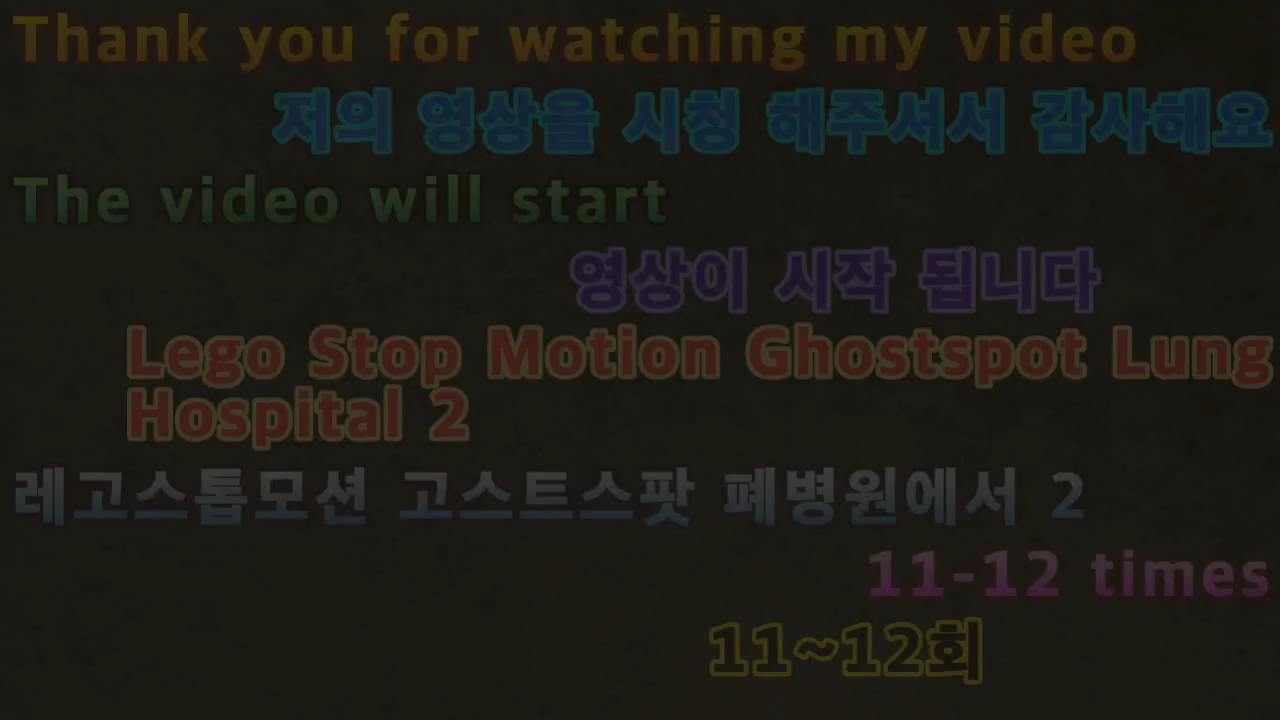 Thank you for watching my video
저의 영상을 시청 해주셔서 감사해요
The video will start
영상이 시작 됩니다
Lego Stop Motion Ghostspot Lung
Hospital 2
레고스톱모션 고스트스팟 폐병원에서 2
11-12 times
11~12회